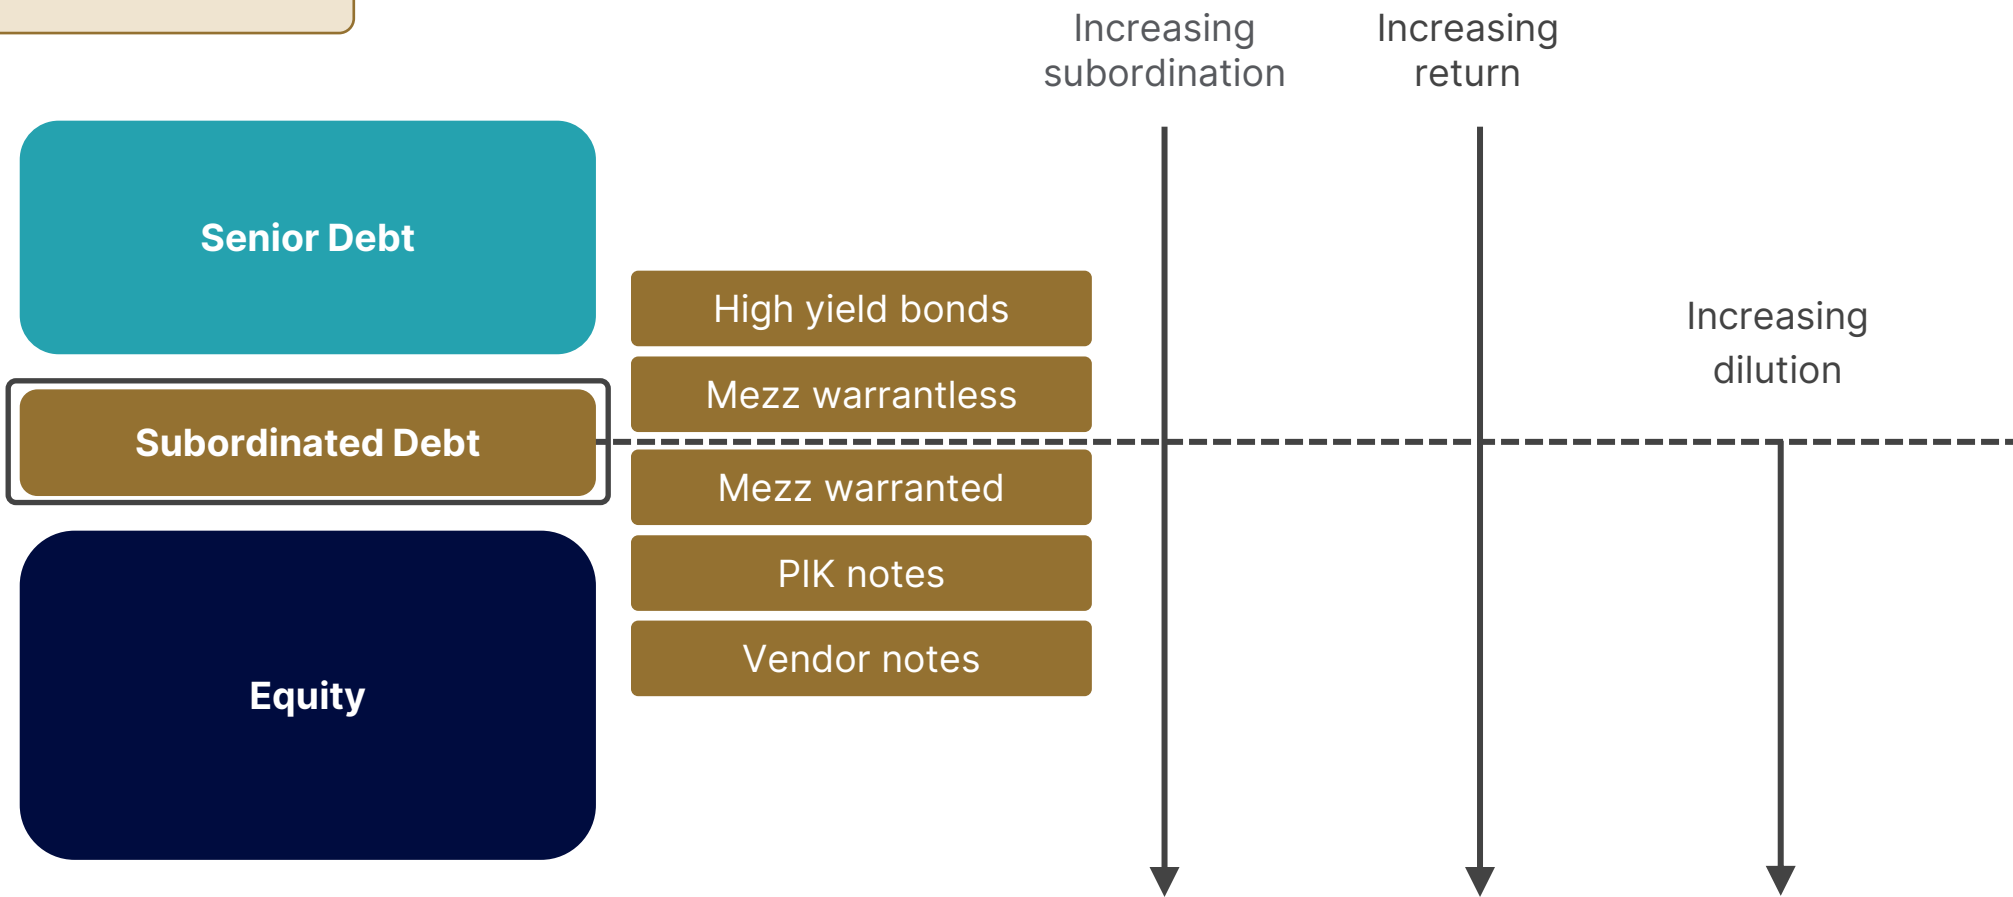 Increasing
subordination
Increasing
return
Senior Debt
High yield bonds
Mezz warrantless
Increasing
dilution
Subordinated Debt
Mezz warranted
PIK notes
Vendor notes
Equity